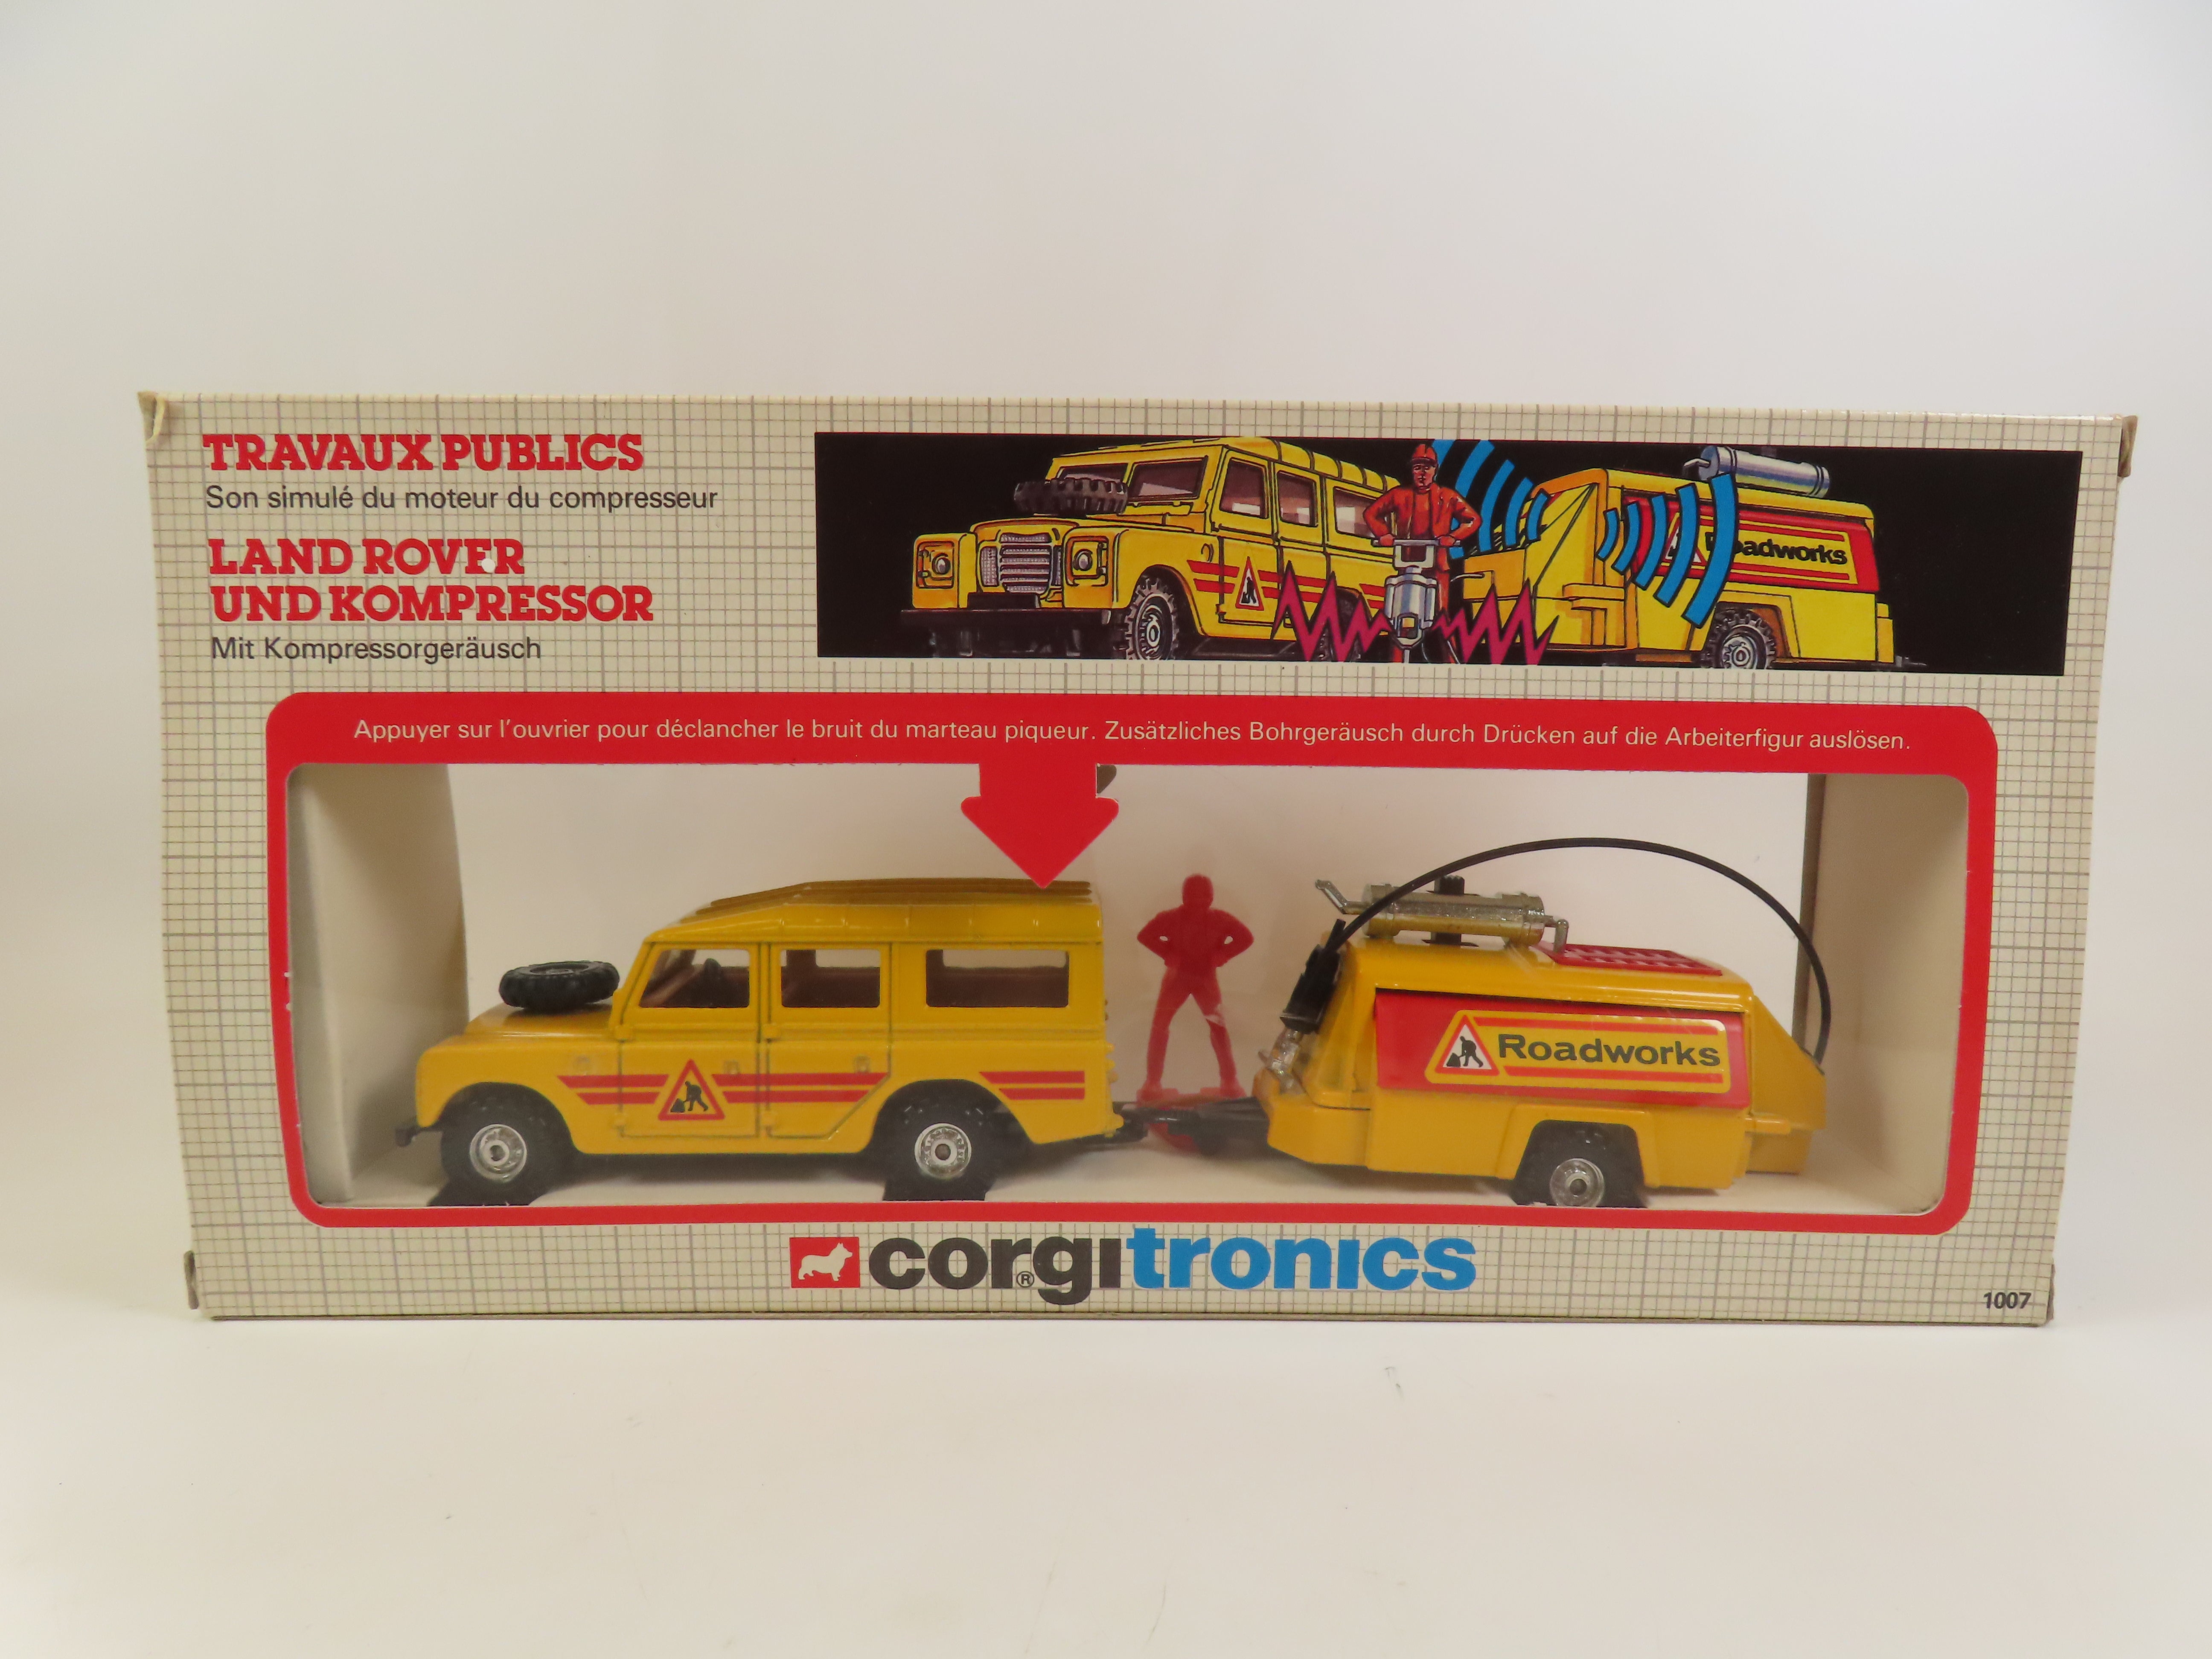 TRAVAUX PUBLICS
Son simulé du moteur du compresseur
LAND ROVER
UND KOMPRESSOR
Mit Kompressorgeräusch
Roadworks
Appuyer sur l'ouvrier pour déclancher le bruit du marteau piqueur. Zusätzliches Bohrgeräusch durch Drücken auf die Arbeiterfigur auslösen.
Roadworks
corgitronics
®
1007